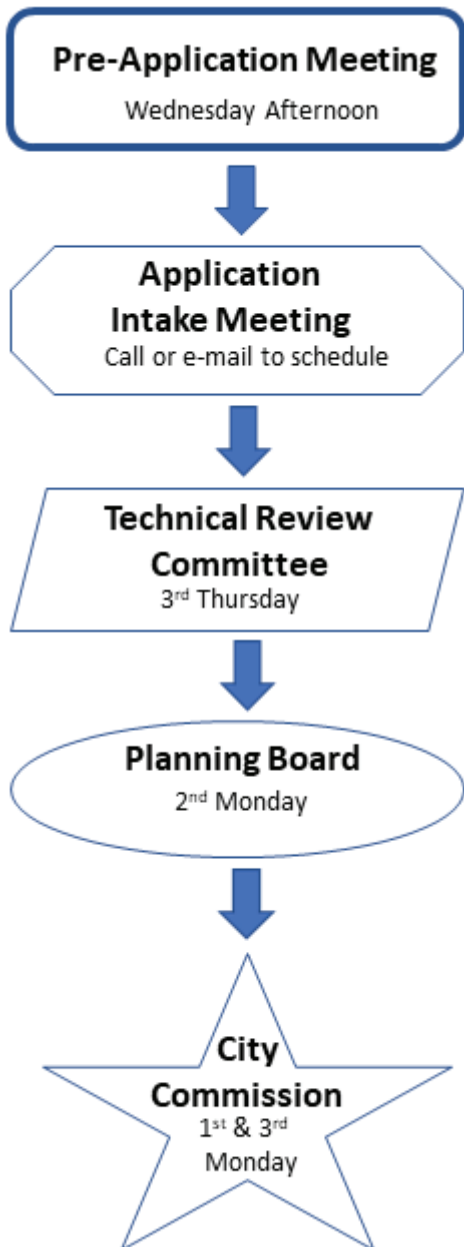 Pre-Application Meeting
Wednesday Afternoon
Application
Intake Meeting
Call or e-mail to schedule
Technical Review
Committee
3rd Thursday
Planning Board
2nd Monday
City
Commission
1st & 3rd
Monday